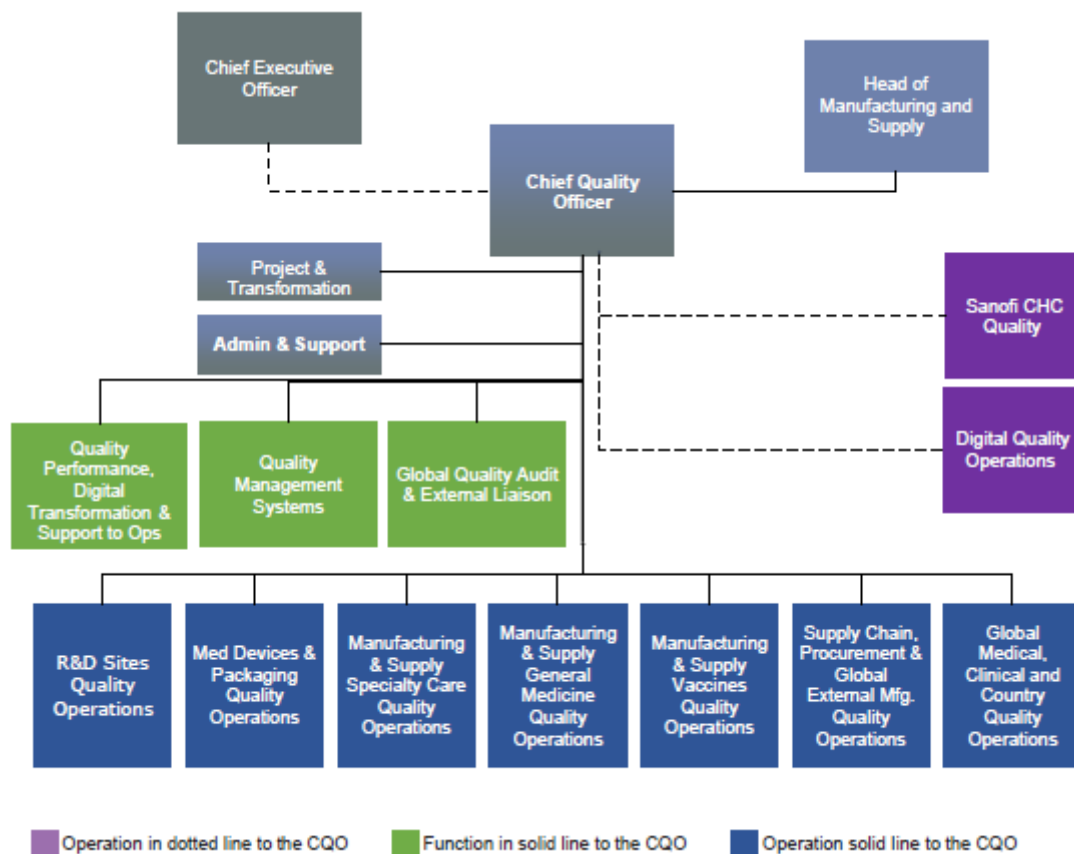 Chief Executive
Officer
Head of
Manufacturing and
Supply
Chief Quality
Officer
Project &
Transformation
Admin & Support
Sanofi CHC
Quality
Digital Quality
Operations
Quality
Performance,
Digital
Transformation &
Support to Ops
Quality
Management
Systems
Global Quality Audit
& External Liaison
R&D Sites
Quality
Operations
Med Devices &
Packaging
Quality
Operations
Manufacturing
& Supply
Specialty Care
Quality
Operations
Manufacturing
& Supply
General
Medicine
Quality
Operations
Manufacturing
& Supply
Vaccines
Quality
Operations
Supply Chain,
Procurement &
Global
External Mfg.
Quality
Operations
Global
Medical,
Clinical and
Country
Quality
Operations
Operation in dotted line to the CQO
Function in solid line to the CQO
Operation solid line to the CQO